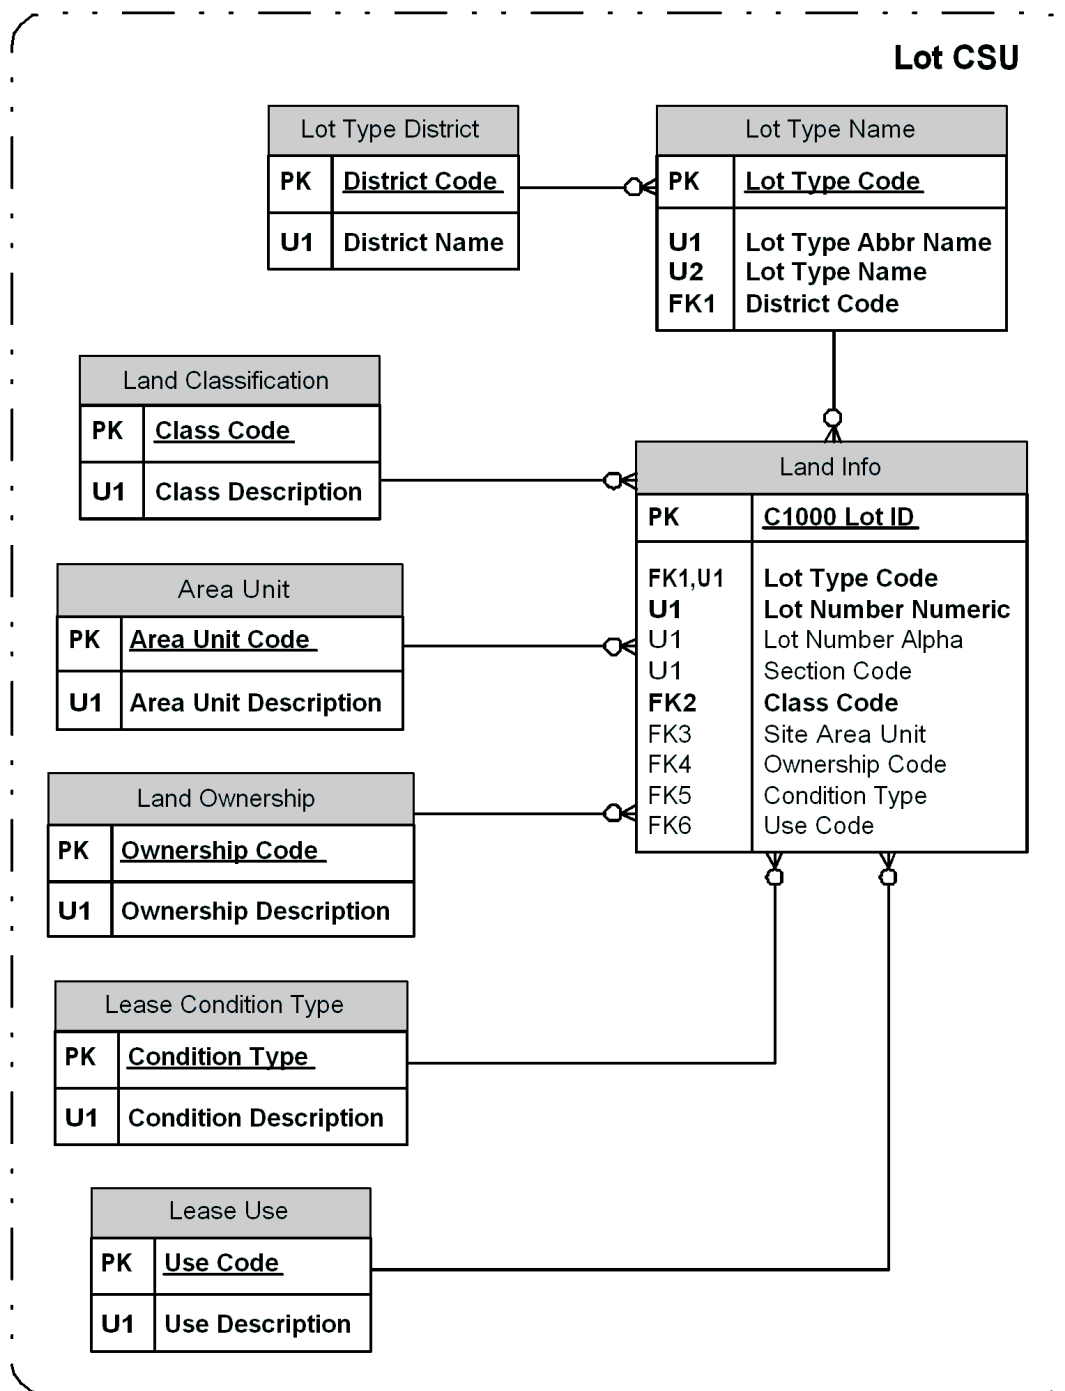 Lot CSU
Lot Type District
PK District Code
U1 District Name
Lot Type Name
PK Lot Type Code
U1 Lot Type Abbr Name
U2 Lot Type Name
FK1 District Code
Land Classification
PK Class Code
U1 Class Description
Land Info
PK C1000 Lot ID
FK1,U1 Lot Type Code
U1 Lot Number Numeric
U1 Lot Number Alpha
U1 Section Code
FK2 Class Code
FK3 Site Area Unit
FK4 Ownership Code
FK5 Condition Type
FK6 Use Code
Area Unit
PK Area Unit Code
U1 Area Unit Description
Land Ownership
PK Ownership Code
U1 Ownership Description
Lease Condition Type
PK Condition Type
U1 Condition Description
Lease Use
PK Use Code
U1 Use Description